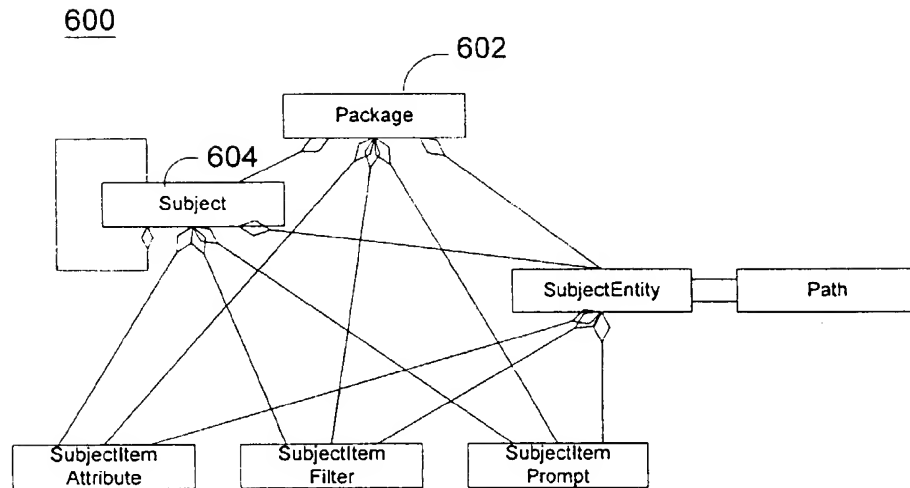 600
602
Package
604
Subject
SubjectEntity
Path
SubjectItem
Attribute
SubjectItem
Filter
SubjectItem
Prompt